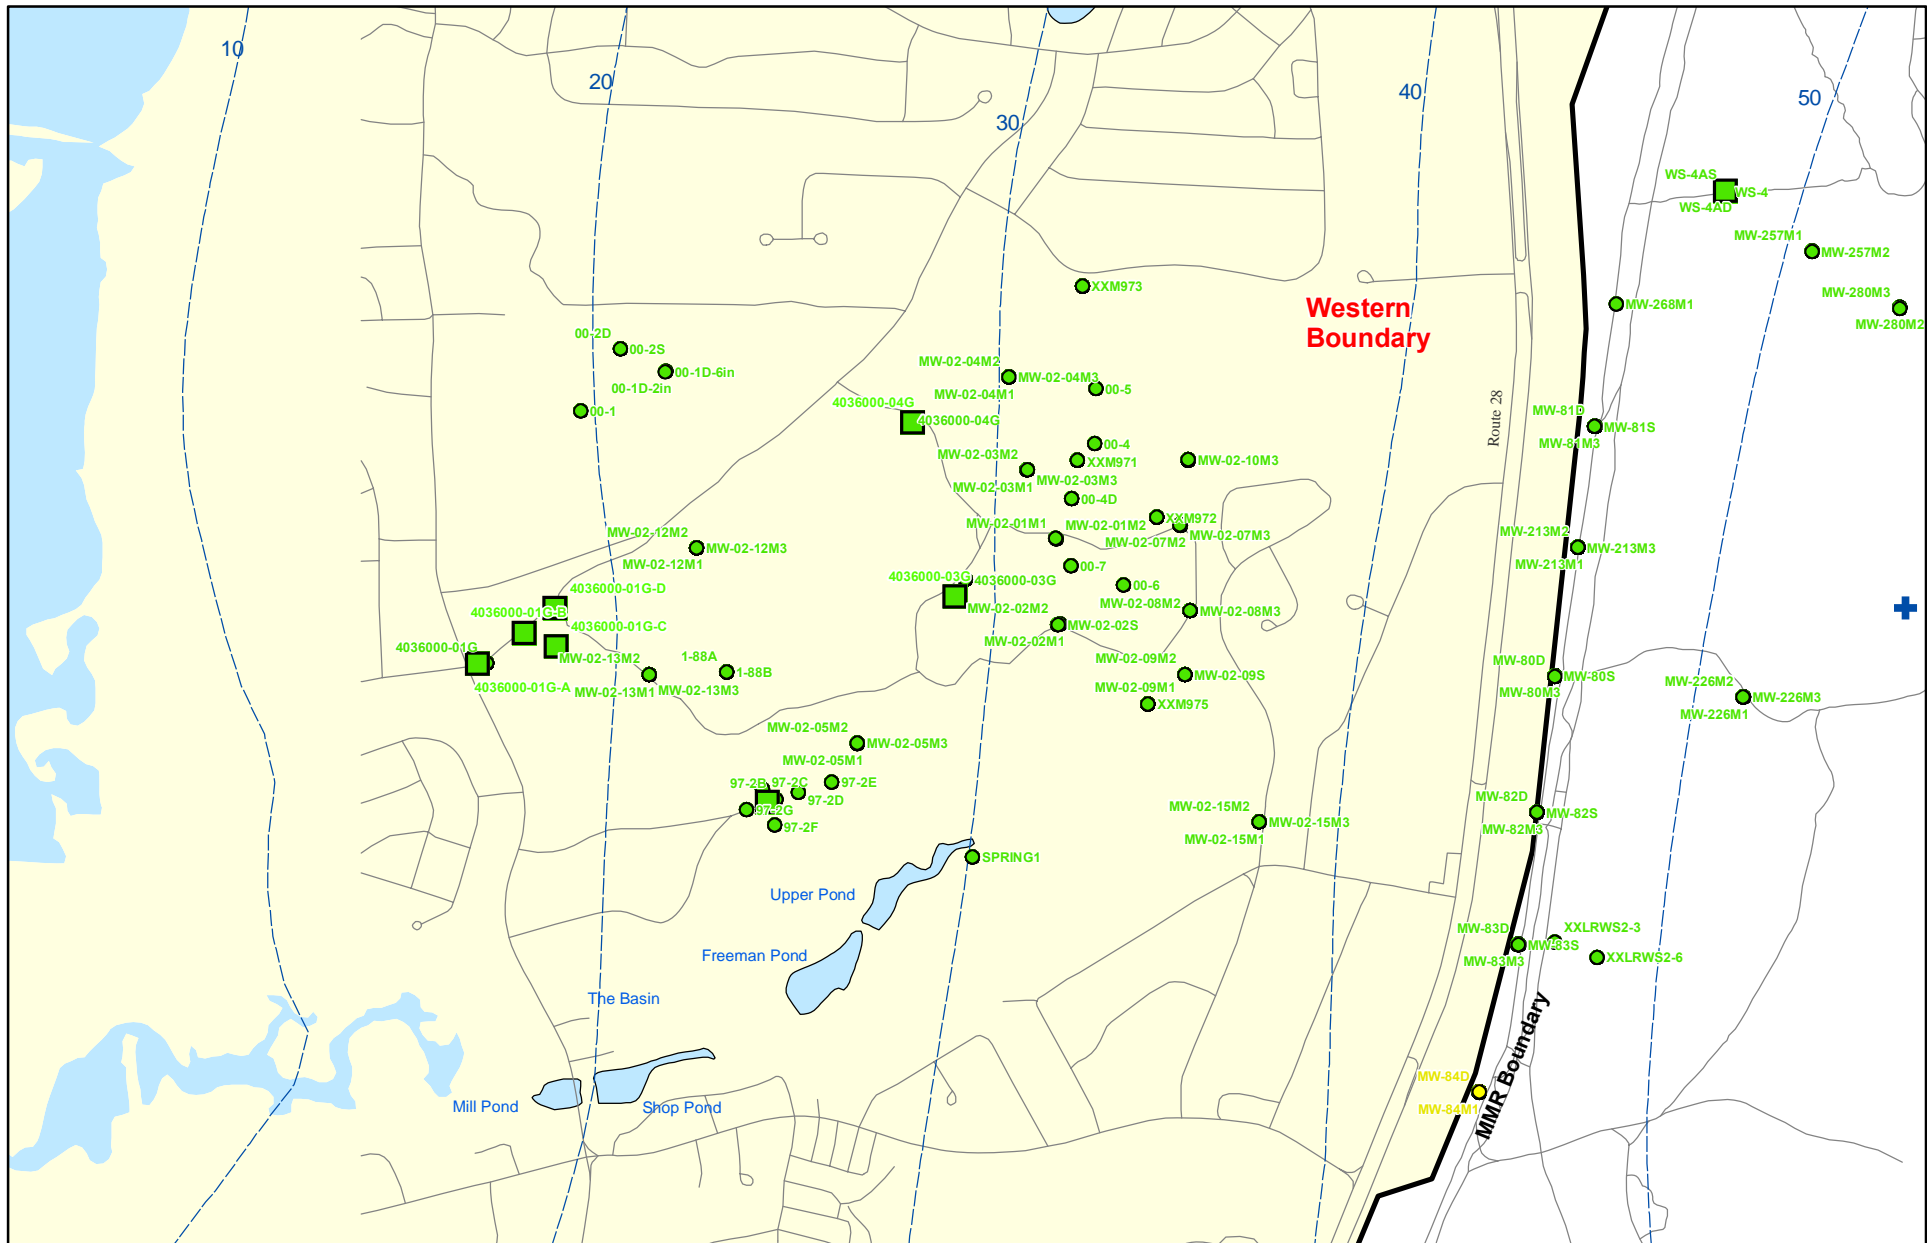 10
20
30
40
50
WS-4AS
WS-4
WS-4AD
MW-257M1
MW-257M2
MW-280M3
MW-280M2
MW-268M1
XXM973
Western
Boundary
00-2D
00-2S
00-1D-6in
00-1D-2in
00-1
MW-02-04M2
MW-02-04M3
MW-02-04M1
00-5
4036000-04G
4036000-04G
Route 28
MW-81D
MW-81S
MW-81M3
00-4
MW-02-03M2
XXM971
MW-02-10M3
MW-02-03M3
MW-02-03M1
00-4D
MW-02-01M1
MW-02-01M2
XXM972
MW-02-07M3
MW-02-07M2
MW-213M2
MW-213M3
MW-213M1
MW-02-12M2
MW-02-12M3
MW-02-12M1
00-7
4036000-03G
4036000-03G
00-6
MW-02-08M2
MW-02-08M3
MW-02-02M2
MW-02-02S
MW-02-02M1
4036000-01G-D
4036000-01G-B
4036000-01G-C
4036000-01G
4036000-01G-A
MW-02-13M2
MW-02-13M1
MW-02-13M3
1-88A
1-88B
MW-02-09M2
MW-02-09S
MW-02-09M1
XXM975
MW-80D
MW-80S
MW-80M3
MW-226M2
MW-226M3
MW-226M1
MW-02-05M2
MW-02-05M3
MW-02-05M1
97-2B
97-2C
97-2E
97-2D
97-2G
97-2F
MW-82D
MW-82S
MW-82M3
MW-02-15M2
MW-02-15M3
MW-02-15M1
SPRING1
Upper Pond
Freeman Pond
The Basin
Mill Pond
Shop Pond
MW-83D
MW-83S
MW-83M3
XXLRWS2-3
XXLRWS2-6
MMR Boundary
MW-84D
MW-84M1